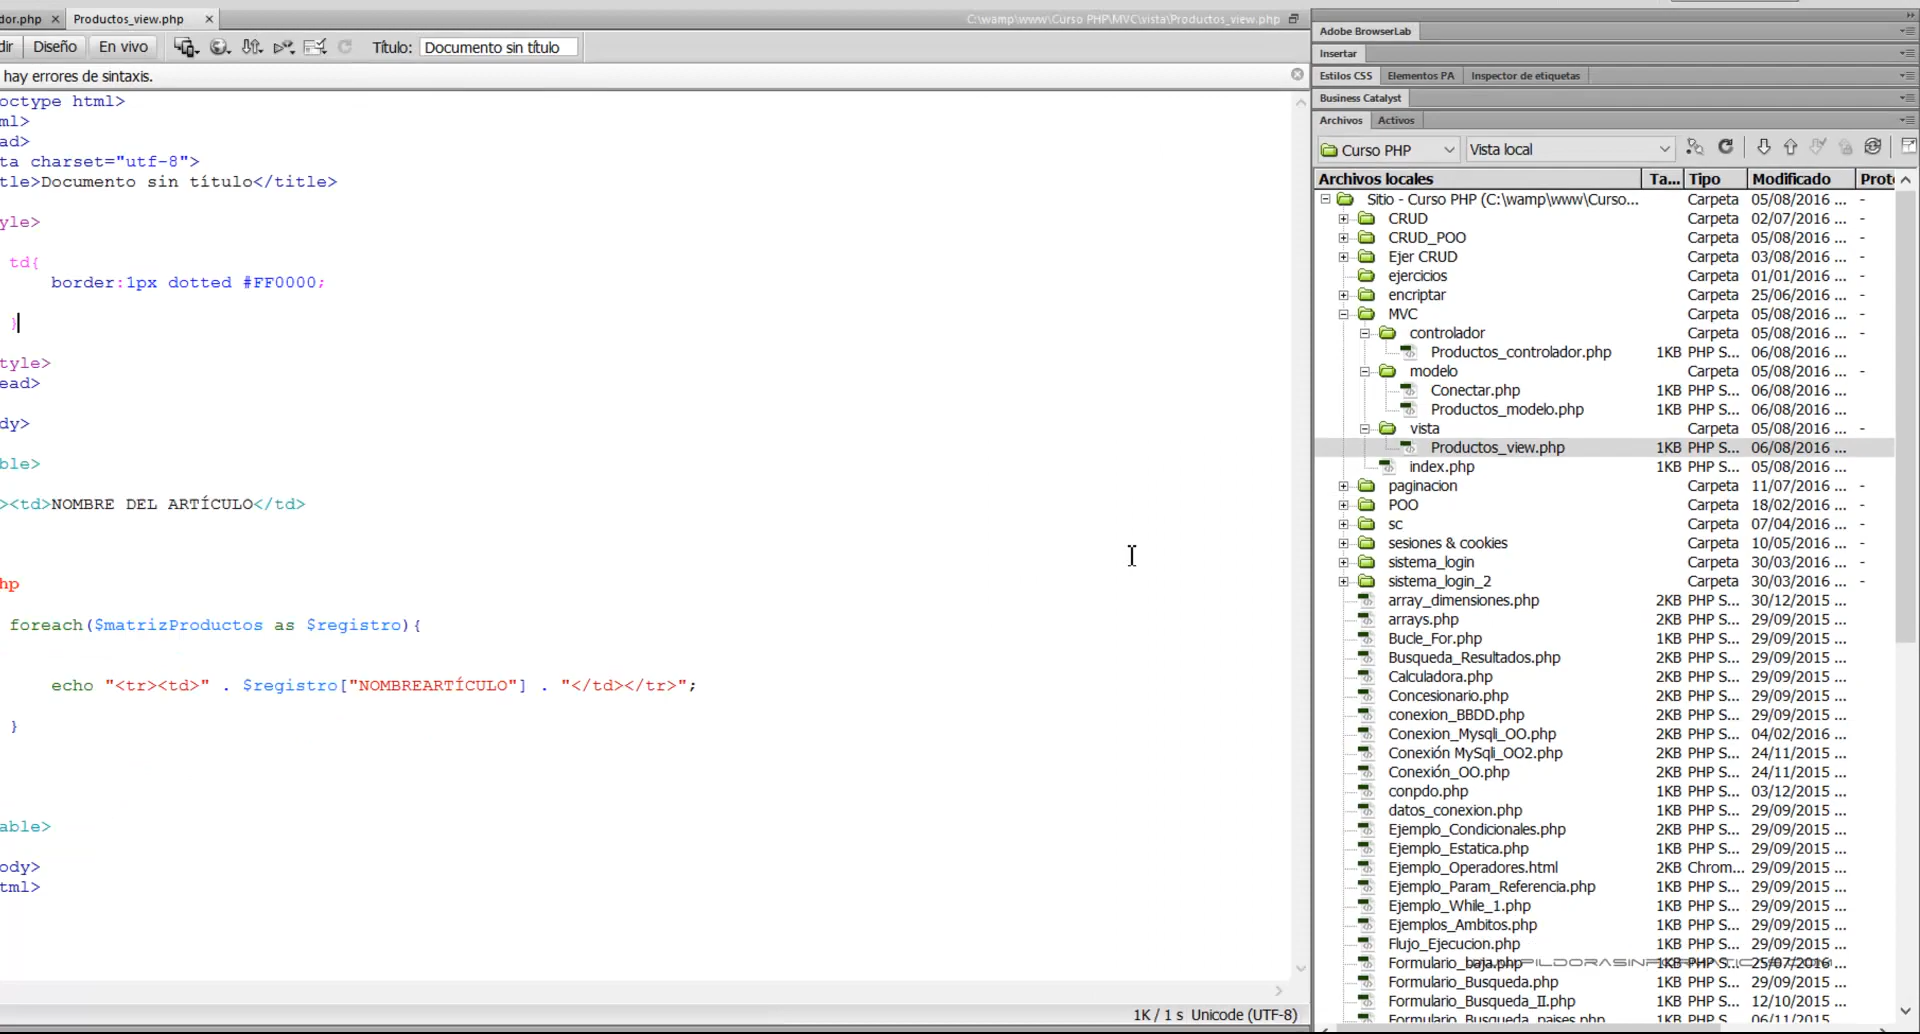 dor.php
Productos_view.php
C:\wamp\www\Curso PHP\MVC\vista\Productos_view.php
dir Diseño En vivo Título: Documento sin título
hay errores de sintaxis.
octype html>
ml>
ad>
ta charset="utf-8">
tle>Documento sin título</title>
tyle>
td{
border:1px dotted #FF0000;
}
tyle>
ead>
dy>
ble>
><td>NOMBRE DEL ARTÍCULO</td>
hp
foreach($matrizProductos as $registro){
echo "<tr><td>" . $registro["NOMBREARTÍCULO"] . "</td></tr>";
}
able>
ody>
tml>
1K / 1 s Unicode (UTF-8)
Adobe BrowserLab
Insertar
Estilos CSS Elementos PA Inspector de etiquetas
Business Catalyst
Archivos Activos
Curso PHP Vista local
Archivos locales Ta... Tipo Modificado Prote
Sitio - Curso PHP (C:\wamp\www\Curso... Carpeta 05/08/2016 ... -
CRUD Carpeta 02/07/2016 ... -
CRUD_POO Carpeta 05/08/2016 ... -
Ejer CRUD Carpeta 03/08/2016 ... -
ejercicios Carpeta 01/01/2016 ... -
encriptar Carpeta 25/06/2016 ... -
MVC Carpeta 05/08/2016 ... -
controlador Carpeta 05/08/2016 ... -
Productos_controlador.php 1KB PHP S... 06/08/2016 ...
modelo Carpeta 05/08/2016 ... -
Conectar.php 1KB PHP S... 06/08/2016 ...
Productos_modelo.php 1KB PHP S... 06/08/2016 ...
vista Carpeta 05/08/2016 ... -
Productos_view.php 1KB PHP S... 06/08/2016 ...
index.php 1KB PHP S... 05/08/2016 ...
paginacion Carpeta 11/07/2016 ... -
POO Carpeta 18/02/2016 ... -
sc Carpeta 07/04/2016 ... -
sesiones & cookies Carpeta 10/05/2016 ... -
sistema_login Carpeta 30/03/2016 ... -
sistema_login_2 Carpeta 30/03/2016 ... -
array_dimensiones.php 2KB PHP S... 30/12/2015 ...
arrays.php 2KB PHP S... 29/09/2015 ...
Bucle_For.php 1KB PHP S... 29/09/2015 ...
Busqueda_Resultados.php 2KB PHP S... 29/09/2015 ...
Calculadora.php 2KB PHP S... 29/09/2015 ...
Concesionario.php 2KB PHP S... 29/09/2015 ...
conexion_BBDD.php 2KB PHP S... 29/09/2015 ...
Conexion_Mysqli_OO.php 1KB PHP S... 04/02/2016 ...
Conexión MySqli_OO2.php 2KB PHP S... 24/11/2015 ...
Conexión_OO.php 2KB PHP S... 24/11/2015 ...
conpdo.php 1KB PHP S... 03/12/2015 ...
datos_conexion.php 1KB PHP S... 29/09/2015 ...
Ejemplo_Condicionales.php 2KB PHP S... 29/09/2015 ...
Ejemplo_Estatica.php 1KB PHP S... 29/09/2015 ...
Ejemplo_Operadores.html 2KB Chrom... 29/09/2015 ...
Ejemplo_Param_Referencia.php 1KB PHP S... 29/09/2015 ...
Ejemplo_While_1.php 1KB PHP S... 29/09/2015 ...
Ejemplos_Ambitos.php 1KB PHP S... 29/09/2015 ...
Flujo_Ejecucion.php 1KB PHP S... 29/09/2015 ...
Formulario_baja.php 1KB PHP S... 25/07/2016 ...
Formulario_Busqueda.php 1KB PHP S... 29/09/2015 ...
Formulario_Busqueda_II.php 1KB PHP S... 12/10/2015 ...
Formulario_Busqueda_paises.php 1KB PHP S... 06/11/2015 ...